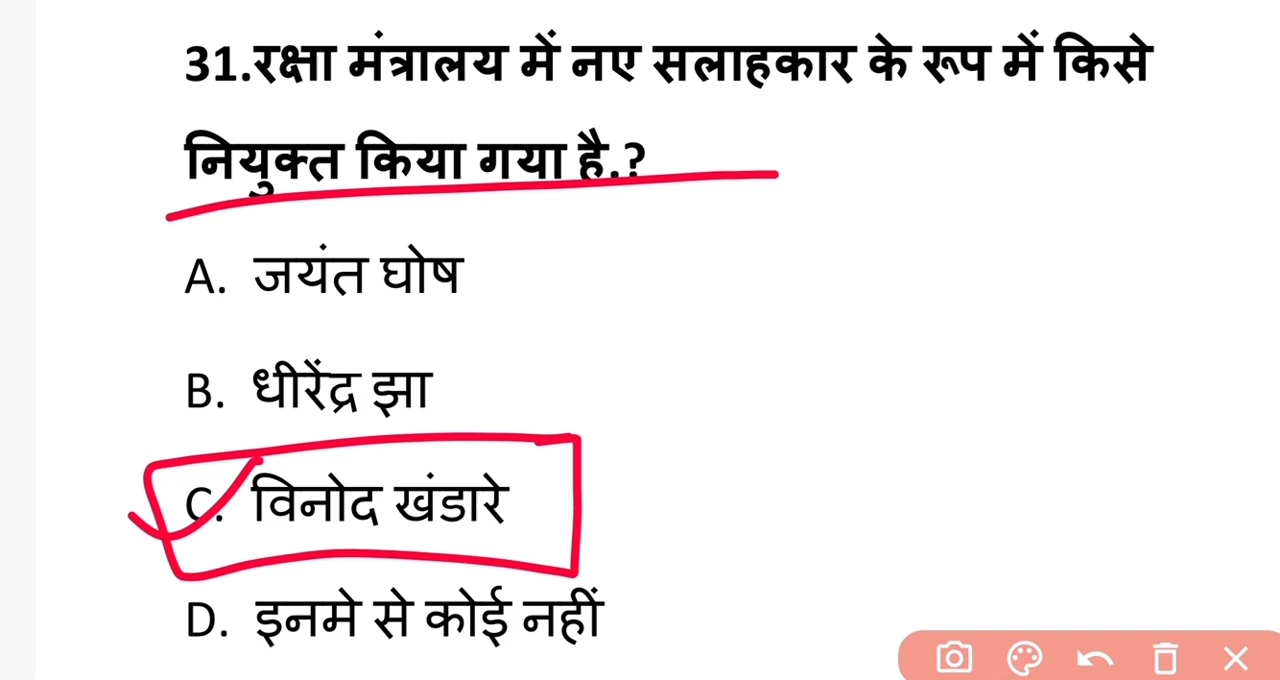 31.रक्षा मंत्रालय में नए सलाहकार के रूप में किसे
नियुक्त किया गया है.?
A. जयंत घोष
B. धीरेंद्र झा
C. विनोद खंडारे
D. इनमे से कोई नहीं